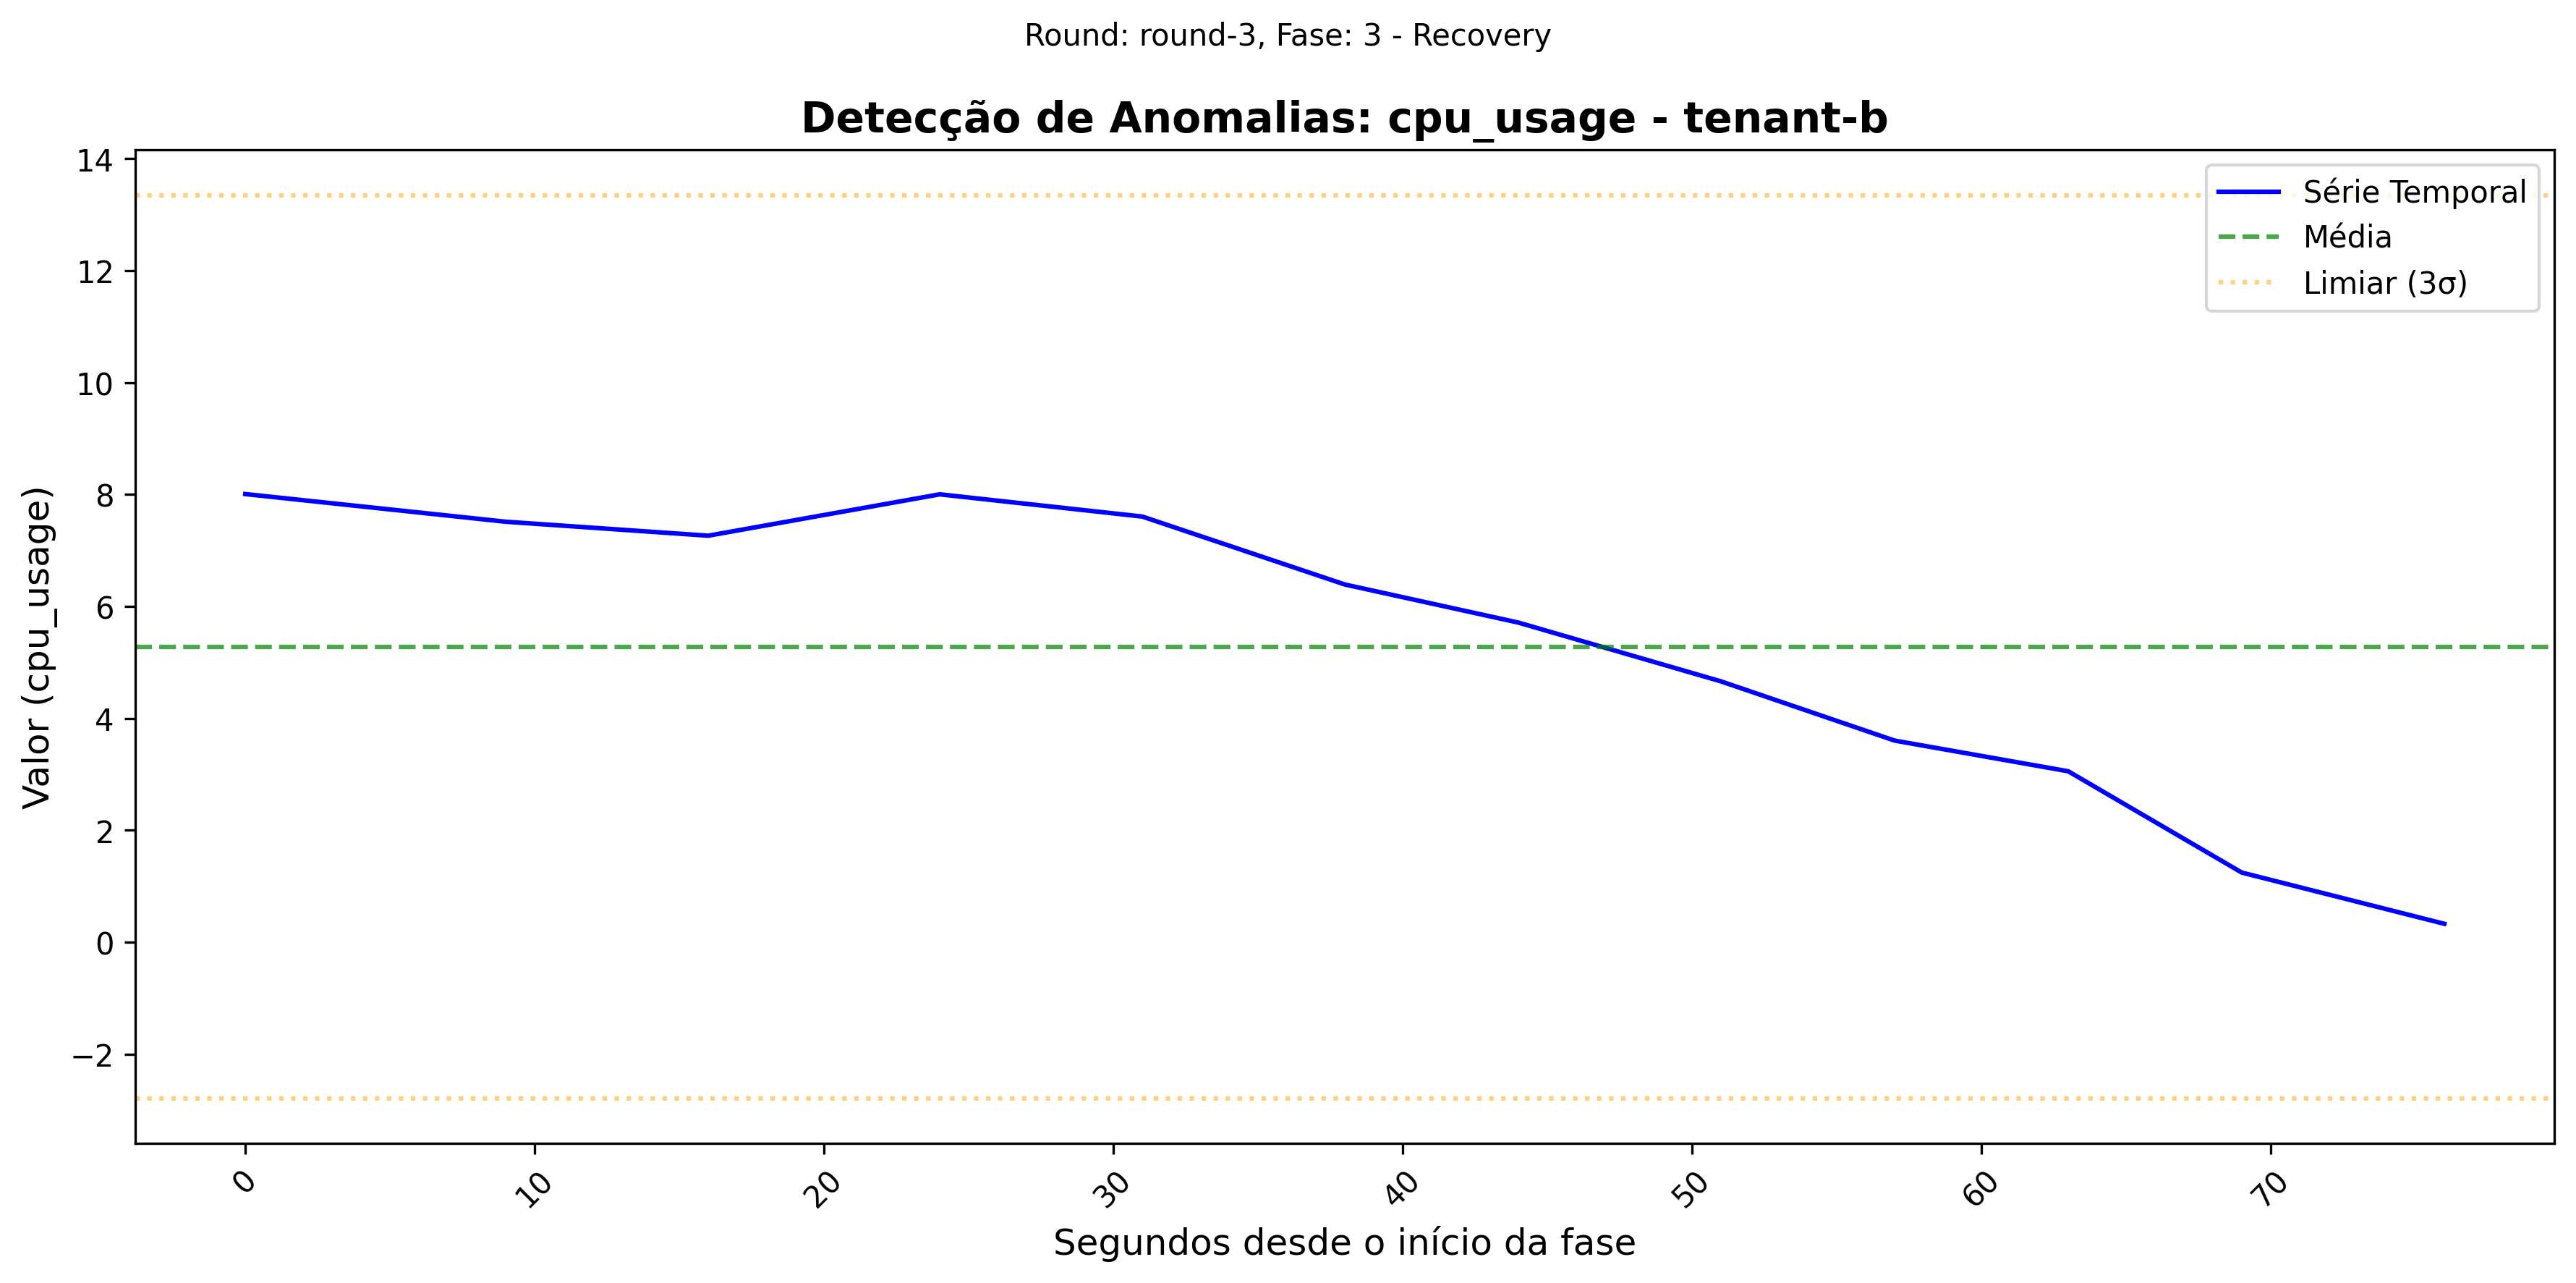 Round: round-3, Fase: 3 - Recovery
Detecção de Anomalias: cpu_usage - tenant-b
Série Temporal
Média
Limiar (3σ)
Valor (cpu_usage)
14
12
10
8
6
4
2
0
−2
0
10
20
30
40
50
60
70
Segundos desde o início da fase